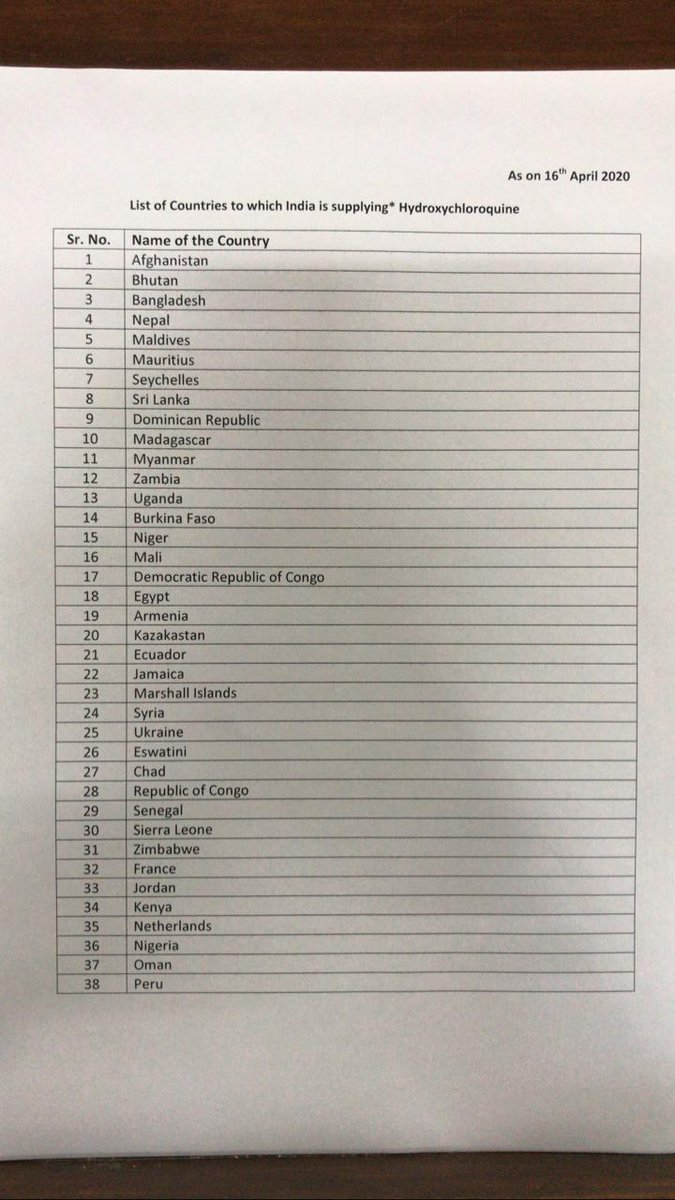 As on 16th April 2020
List of Countries to which India is supplying* Hydroxychloroquine
Sr. No. Name of the Country
1 Afghanistan
2 Bhutan
3 Bangladesh
4 Nepal
5 Maldives
6 Mauritius
7 Seychelles
8 Sri Lanka
9 Dominican Republic
10 Madagascar
11 Myanmar
12 Zambia
13 Uganda
14 Burkina Faso
15 Niger
16 Mali
17 Democratic Republic of Congo
18 Egypt
19 Armenia
20 Kazakastan
21 Ecuador
22 Jamaica
23 Marshall Islands
24 Syria
25 Ukraine
26 Eswatini
27 Chad
28 Republic of Congo
29 Senegal
30 Sierra Leone
31 Zimbabwe
32 France
33 Jordan
34 Kenya
35 Netherlands
36 Nigeria
37 Oman
38 Peru